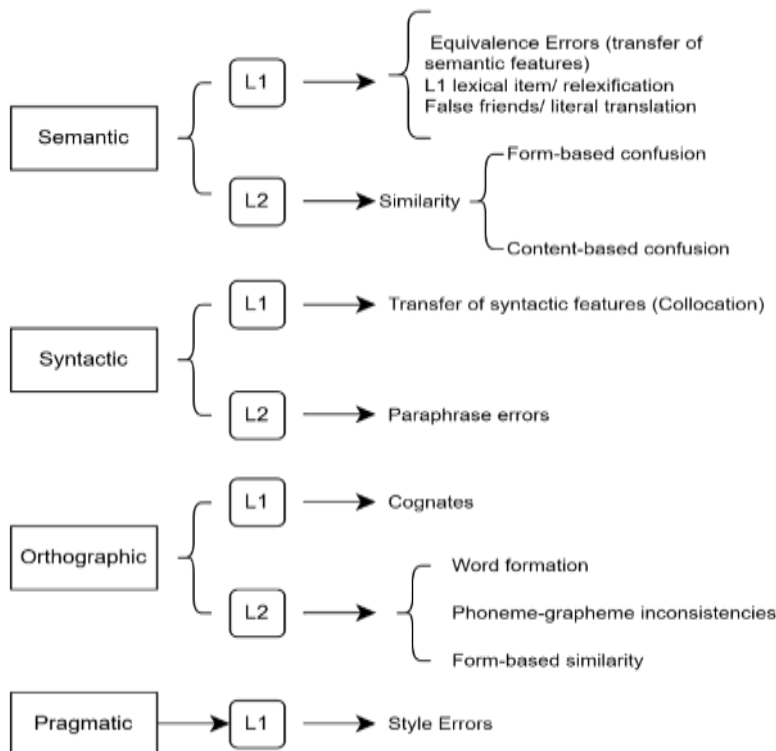 Equivalence Errors (transfer of
semantic features)
L1
L1 lexical item/ relexification
False friends/ literal translation
Semantic
Form-based confusion
L2
Similarity
Content-based confusion
L1
Transfer of syntactic features (Collocation)
Syntactic
L2
Paraphrase errors
L1
Cognates
Orthographic
Word formation
L2
Phoneme-grapheme inconsistencies
Form-based similarity
Pragmatic
L1
Style Errors